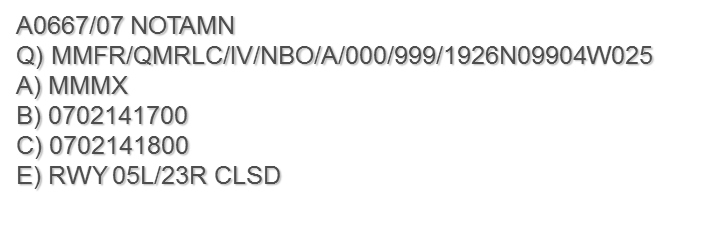 A0667/07 NOTAMN
Q) MMFR/QMRLC/IV/NBO/A/000/999/1926N09904W025
A) MMMX
B) 0702141700
C) 0702141800
E) RWY 05L/23R CLSD